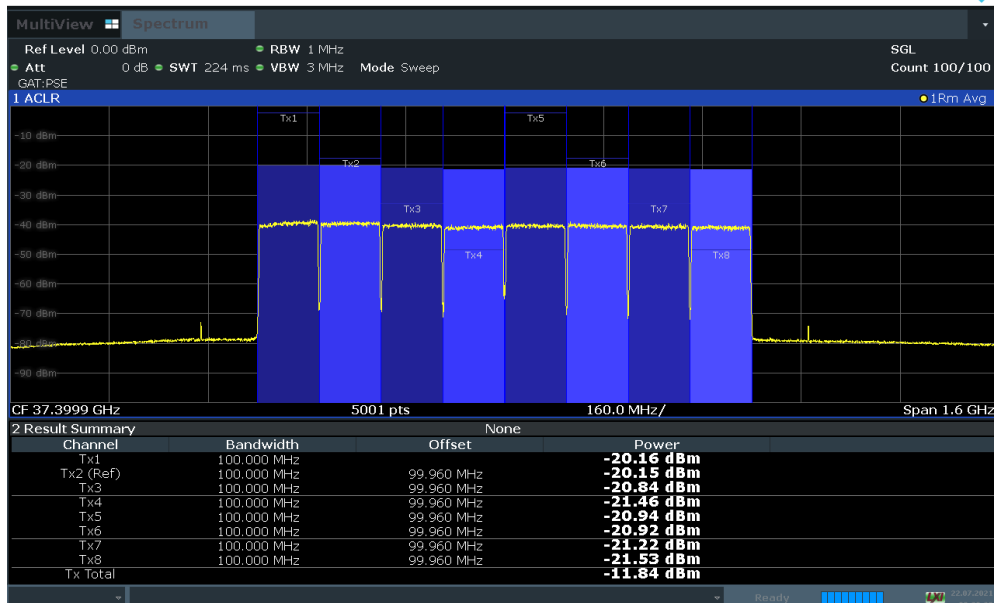 MultiView Spectrum
Ref Level 0.00 dBm RBW 1 MHz SGL
Att 0 dB SWT 224 ms VBW 3 MHz Mode Sweep Count 100/100
GAT:PSE
1 ACLR 1Rm Avg
Tx1 Tx5
-10 dBm
Tx2 Tx6
-20 dBm
-30 dBm
Tx3 Tx7
-40 dBm
-50 dBm Tx4 Tx8
-60 dBm
-70 dBm
-80 dBm
-90 dBm
CF 37.3999 GHz 5001 pts 160.0 MHz/ Span 1.6 GHz
2 Result Summary None
Channel Bandwidth Offset Power
Tx1 100.000 MHz -20.16 dBm
Tx2 (Ref) 100.000 MHz 99.960 MHz -20.15 dBm
Tx3 100.000 MHz 99.960 MHz -20.84 dBm
Tx4 100.000 MHz 99.960 MHz -21.46 dBm
Tx5 100.000 MHz 99.960 MHz -20.94 dBm
Tx6 100.000 MHz 99.960 MHz -20.92 dBm
Tx7 100.000 MHz 99.960 MHz -21.22 dBm
Tx8 100.000 MHz 99.960 MHz -21.53 dBm
Tx Total -11.84 dBm
Ready 22.07.2021